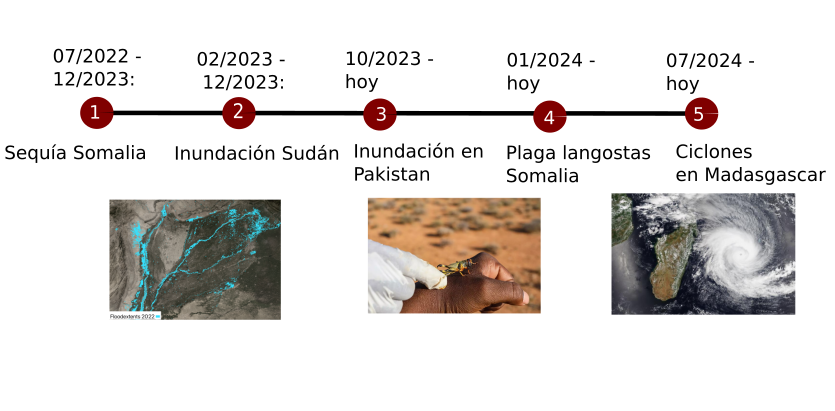 07/2022 -
12/2023:
02/2023 -
12/2023:
10/2023 -
hoy
01/2024 -
hoy
07/2024 -
hoy
1
2
3
4
5
Sequía Somalia
Inundación Sudán
Inundación en
Pakistan
Plaga langostas
Somalia
Ciclones
en Madasgascar
Floodextents 2022